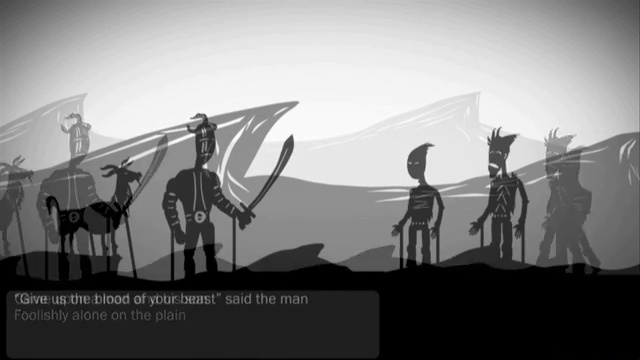 "Give us the blood of your beast" said the man
Foolishly alone on the plain